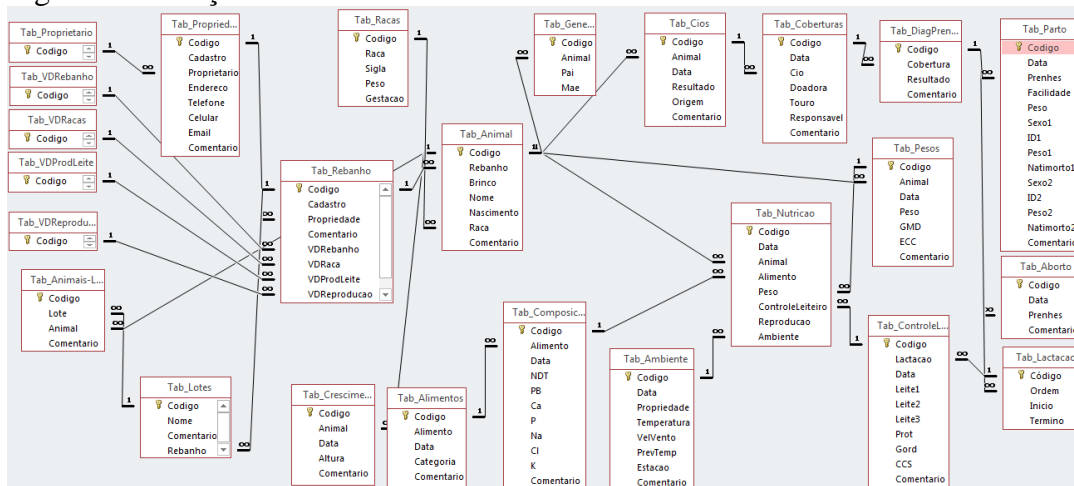 Tab_Proprietario
Codigo
Tab_VDRebanho
Codigo
Tab_VDRacas
Codigo
Tab_VDProdLeite
Codigo
Tab_VDReprodu...
Codigo
Tab_Animais-L...
Codigo
Lote
Animal
Comentario
Tab_Lotes
Codigo
Nome
Comentario
Rebanho
Tab_Propried...
Codigo
Cadastro
Proprietario
Endereco
Telefone
Celular
Email
Comentario
Tab_Rebanho
Codigo
Cadastro
Propriedade
Comentario
VDRebanho
VDRaca
VDProdLeite
VDReproducao
Tab_Racas
Codigo
Raca
Sigla
Peso
Gestacao
Tab_Animal
Codigo
Rebanho
Brinco
Nome
Nascimento
Raca
Comentario
Tab_Crescime...
Codigo
Animal
Data
Altura
Comentario
Tab_Alimentos
Codigo
Alimento
Data
Categoria
Comentario
Tab_Composic...
Codigo
Alimento
Data
NDT
PB
Ca
P
Na
Cl
K
Comentario
Tab_Gene...
Codigo
Animal
Pai
Mae
Tab_Cios
Codigo
Animal
Data
Resultado
Origem
Comentario
Tab_Coberturas
Codigo
Data
Cio
Doadora
Touro
Responsavel
Comentario
Tab_DiagPren...
Codigo
Cobertura
Resultado
Comentario
Tab_Parto
Codigo
Data
Prenhes
Facilidade
Peso
Sexo1
ID1
Peso1
Natimorto1
Sexo2
ID2
Peso2
Natimorto2
Comentario
Tab_Pesos
Codigo
Animal
Data
Peso
GMD
ECC
Comentario
Tab_Nutricao
Codigo
Data
Animal
Alimento
Peso
ControleLeiteiro
Reproducao
Ambiente
Tab_Ambiente
Codigo
Data
Propriedade
Temperatura
VelVento
PrevTemp
Estacao
Comentario
Tab_ControleL...
Codigo
Lactacao
Data
Leite1
Leite2
Leite3
Prot
Gord
CCS
Comentario
Tab_Aborto
Codigo
Data
Prenhes
Comentario
Tab_Lactacao
Código
Ordem
Inicio
Termino